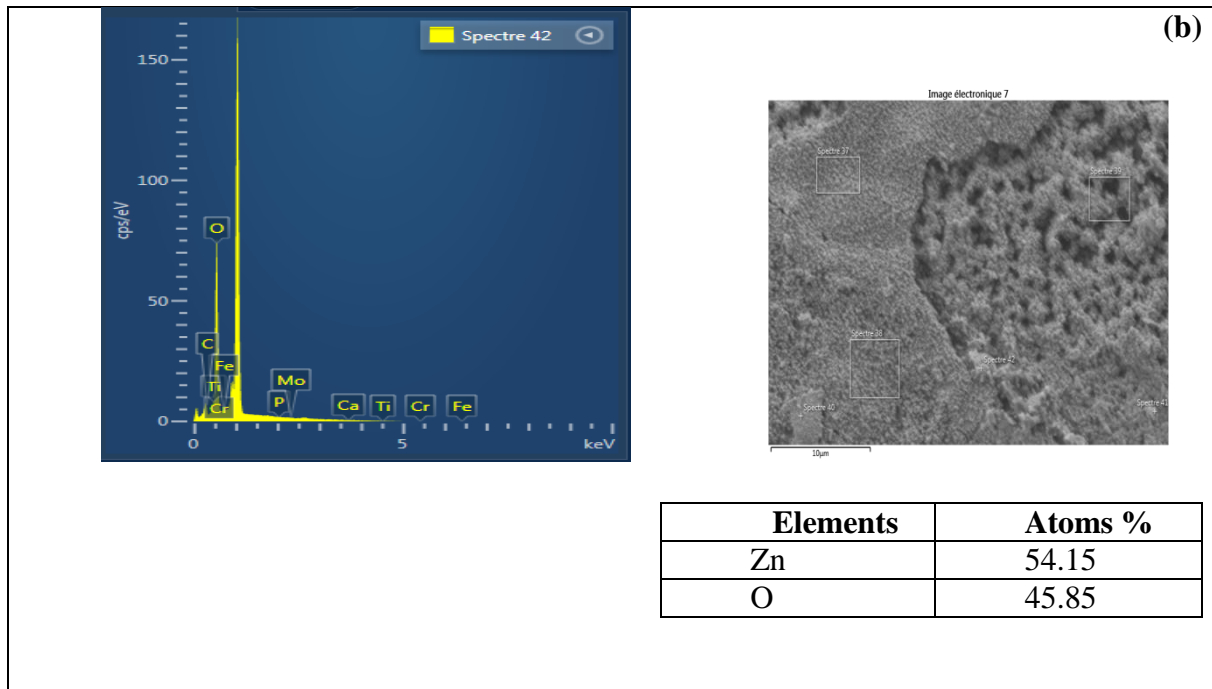 (b)
Spectre 42
150
100
50
0
cps/eV
O
C
Fe
Ti
Cr
Mo
P
Ca
Ti
Cr
Fe
0
5
keV
Image électronique 7
Spectre 37
Spectre 39
Spectre 38
Spectre 42
Spectre 40
Spectre 41
10µm
Elements Atoms %
Zn 54.15
O 45.85